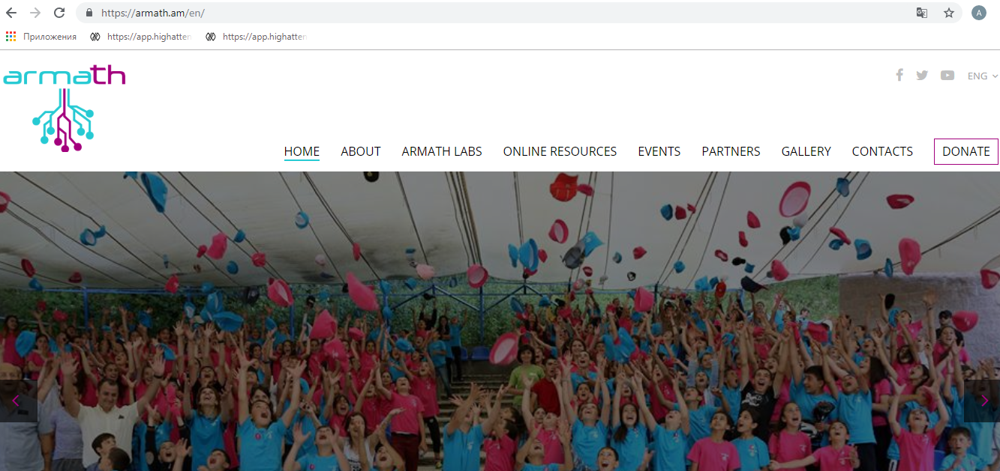 https://armath.am/en/
A
Приложения
https://app.highatten
https://app.highatten
armath
ENG
HOME
ABOUT
ARMATH LABS
ONLINE RESOURCES
EVENTS
PARTNERS
GALLERY
CONTACTS
DONATE